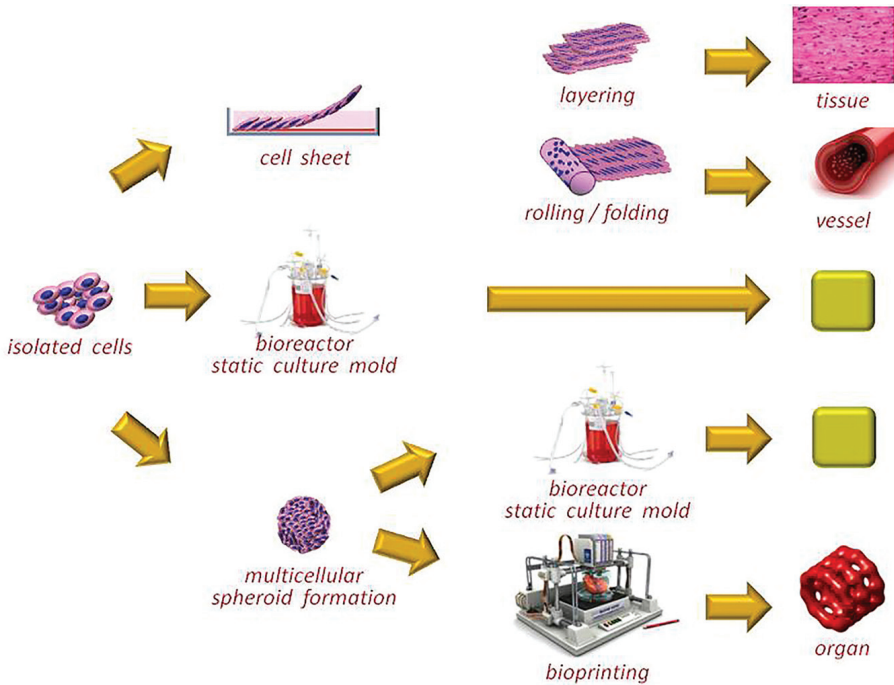 layering
tissue
cell sheet
rolling / folding
vessel
isolated cells
bioreactor
static culture mold
bioreactor
static culture mold
multicellular
spheroid formation
bioprinting
organ